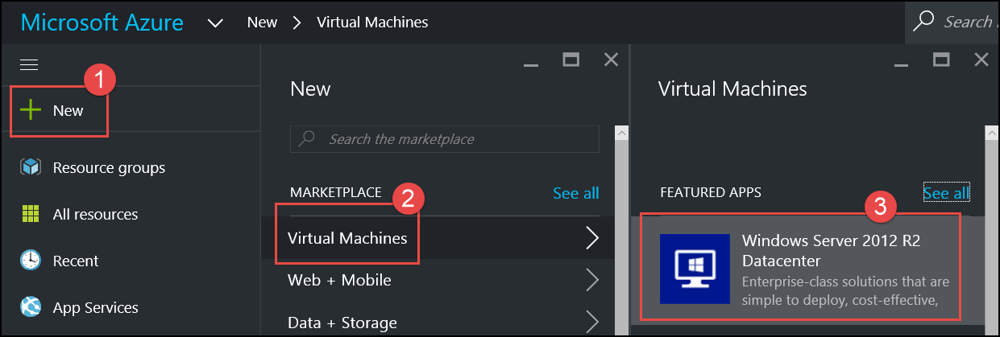 Microsoft Azure
New
Virtual Machines
Search
1
New
Resource groups
All resources
Recent
App Services
New
Search the marketplace
MARKETPLACE
See all
2
Virtual Machines
Web + Mobile
Data + Storage
Virtual Machines
FEATURED APPS
See all
3
Windows Server 2012 R2
Datacenter
Enterprise-class solutions that are
simple to deploy, cost-effective,